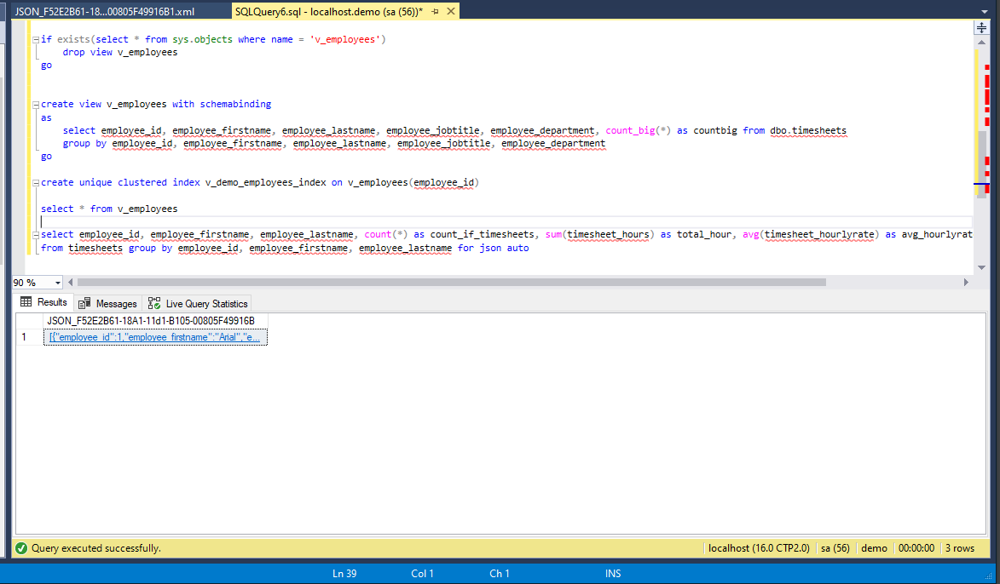 JSON_F52E2B61-18...00805F49916B1.xml
SQLQuery6.sql - localhost.demo (sa (56))*
if exists(select * from sys.objects where name = 'v_employees')
drop view v_employees
go
create view v_employees with schemabinding
as
select employee_id, employee_firstname, employee_lastname, employee_jobtitle, employee_department, count_big(*) as countbig from dbo.timesheets
group by employee_id, employee_firstname, employee_lastname, employee_jobtitle, employee_department
go
create unique clustered index v_demo_employees_index on v_employees(employee_id)
select * from v_employees
select employee_id, employee_firstname, employee_lastname, count(*) as count_if_timesheets, sum(timesheet_hours) as total_hour, avg(timesheet_hourlyrate) as avg_hourlyrat
from timesheets group by employee_id, employee_firstname, employee_lastname for json auto
90 %
Results Messages Live Query Statistics
JSON_F52E2B61-18A1-11d1-B105-00805F49916B
1 [{"employee_id":1,"employee_firstname":"Arial","e...
Query executed successfully. localhost (16.0 CTP2.0) sa (56) demo 00:00:00 3 rows
Ln 39 Col 1 Ch 1 INS